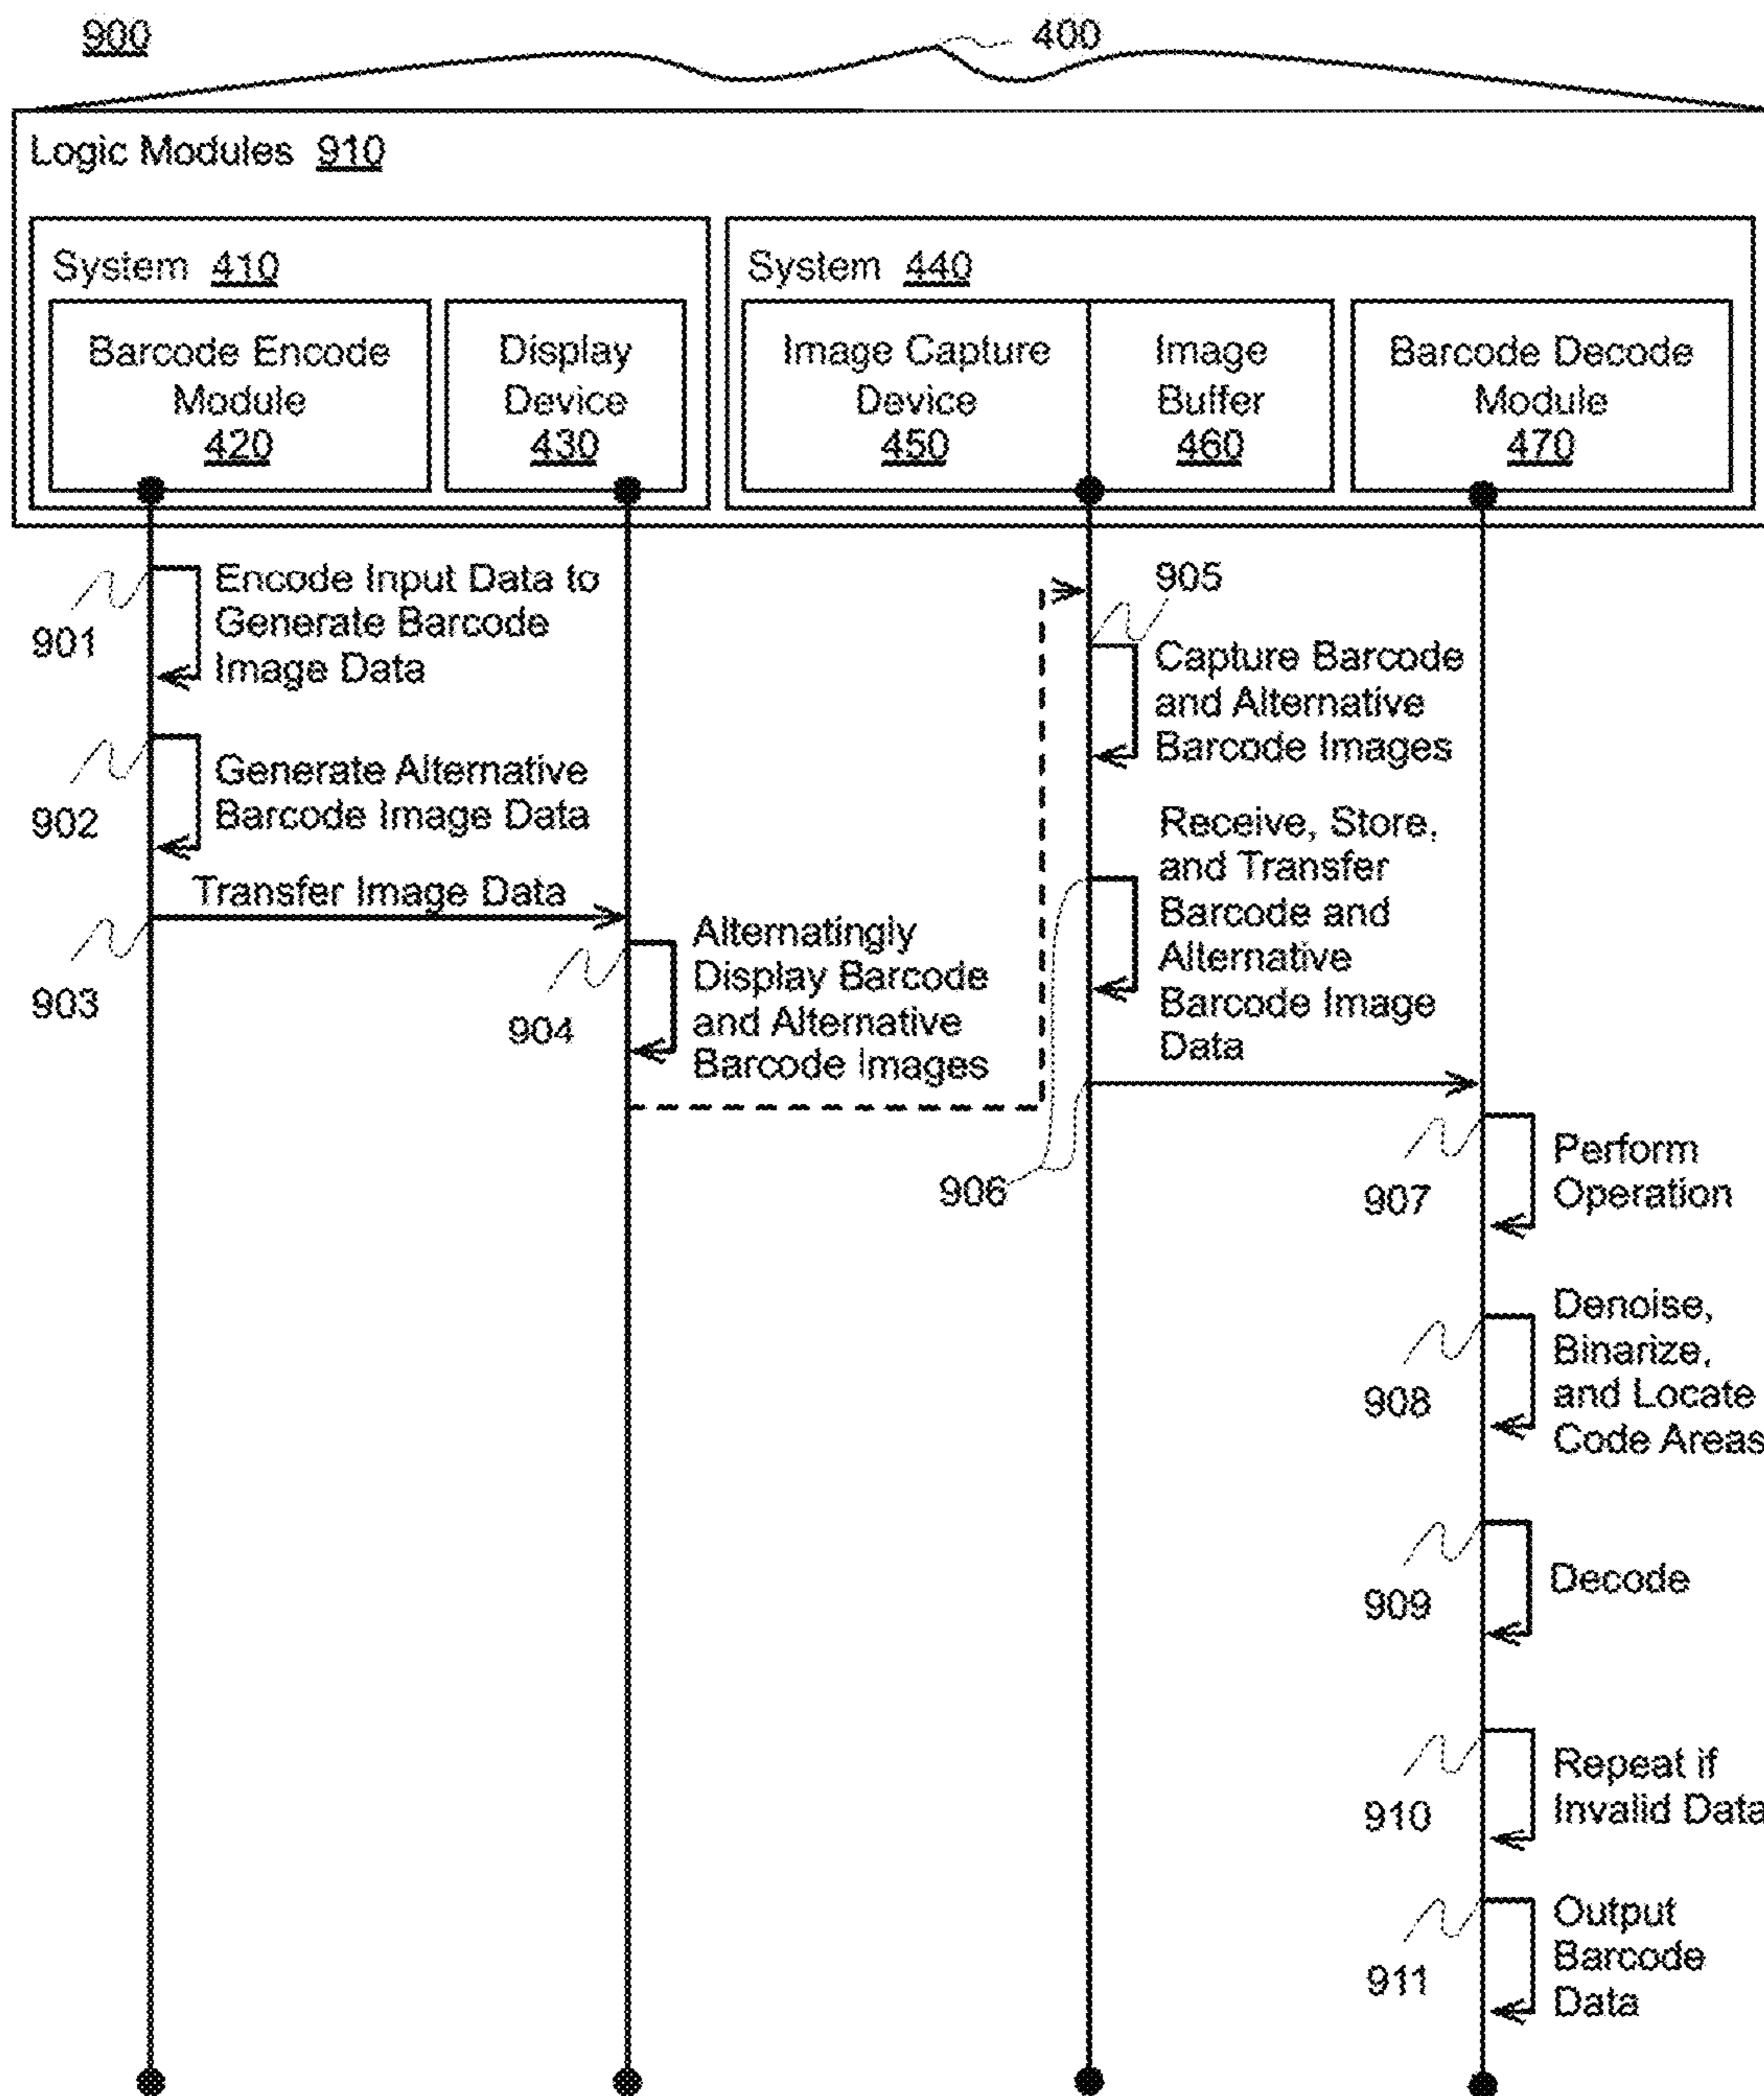 900
400
Logic Modules 910
System 410
Barcode Encode
Module
420
Display
Device
430
System 440
Image Capture
Device
450
Image
Buffer
460
Barcode Decode
Module
470
901
Encode Input Data to
Generate Barcode
Image Data
902
Generate Alternative
Barcode Image Data
903
Transfer Image Data
904
Alternatingly
Display Barcode
and Alternative
Barcode Images
905
Capture Barcode
and Alternative
Barcode Images
Receive, Store,
and Transfer
Barcode and
Alternative
Barcode Image
Data
906
907
Perform
Operation
908
Denoise,
Binarize,
and Locate
Code Areas
909
Decode
910
Repeat if
Invalid Data
911
Output
Barcode
Data